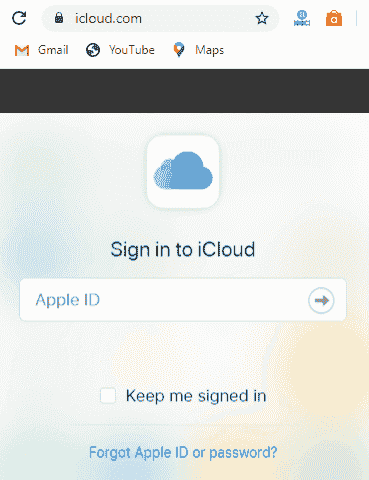 icloud.com
Gmail YouTube Maps
Sign in to iCloud
Apple ID
Keep me signed in
Forgot Apple ID or password?